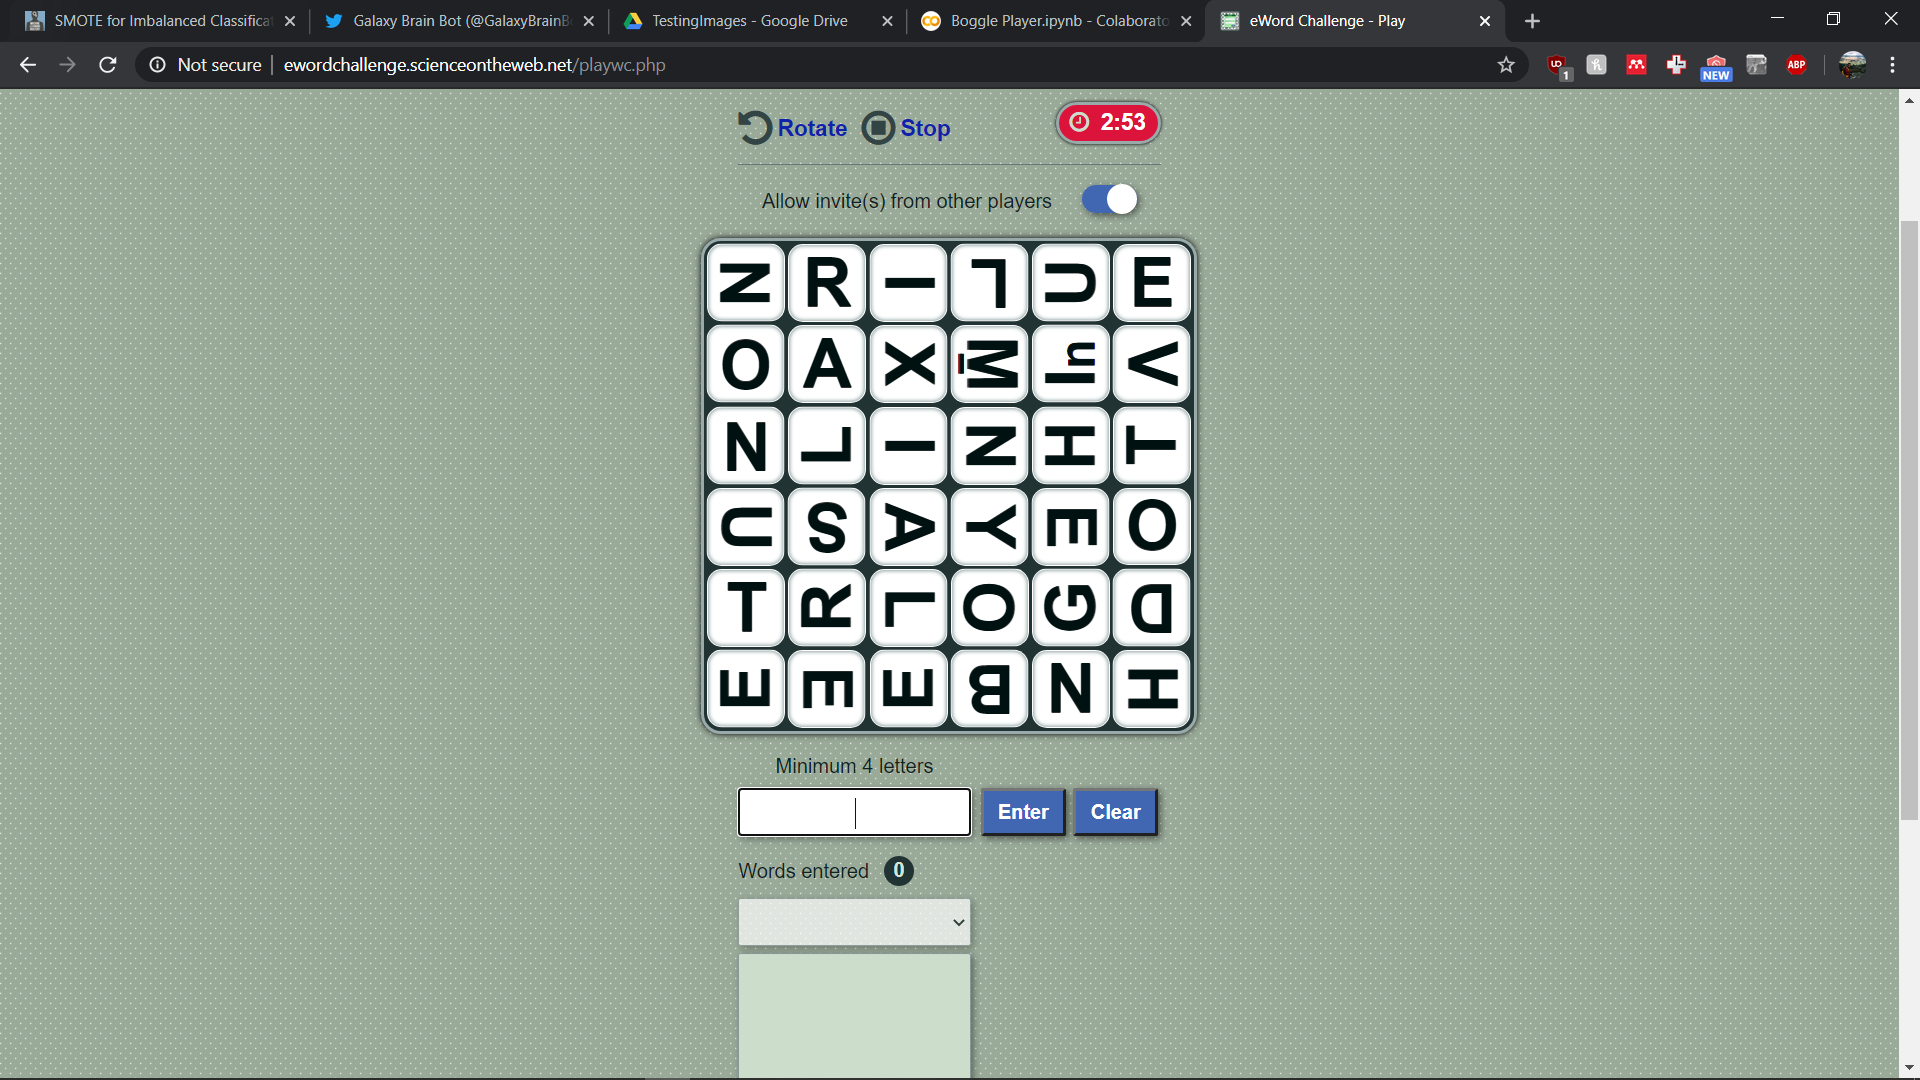 SMOTE for Imbalanced Classifica Galaxy Brain Bot (@GalaxyBrainB TestingImages - Google Drive Boggle Player.ipynb - Colaborato eWord Challenge - Play
Not secure ewordchallenge.scienceontheweb.net/playwc.php 1 NEW ABP
Rotate Stop 2:53
Allow invite(s) from other players
N R I L U E
O A X M In V
N L I N H T
U S A Y E O
T R L O G D
E E E B N H
Minimum 4 letters
Enter Clear
Words entered 0